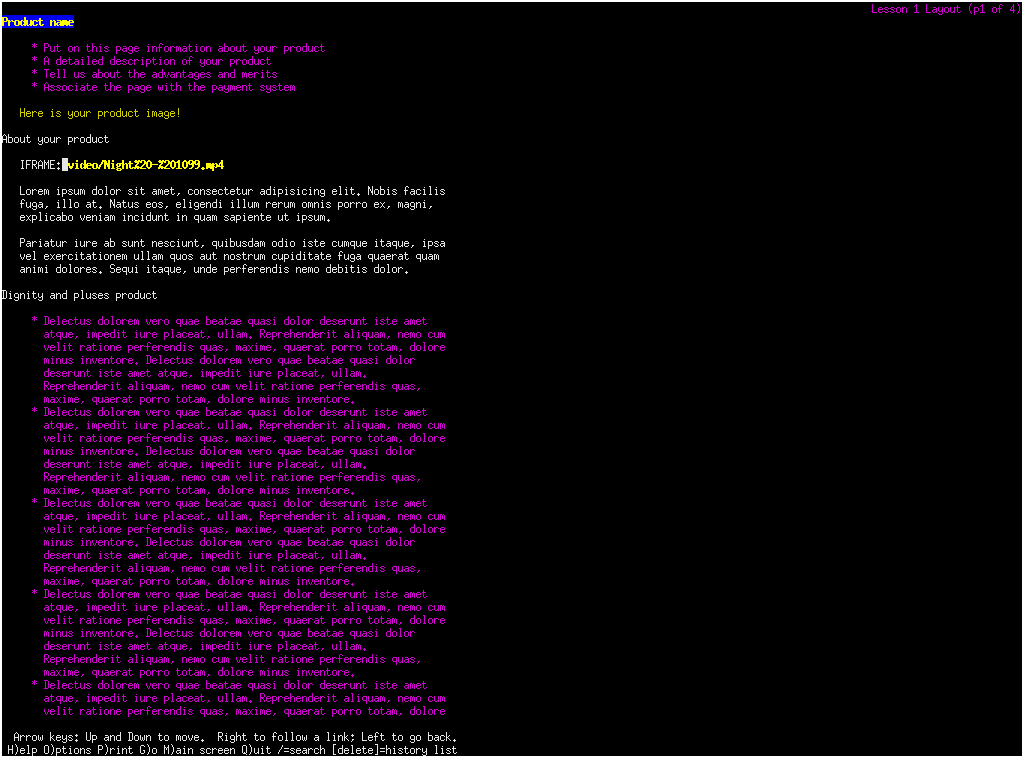 Lesson 1 Layout (p1 of 4)
Product name
* Put on this page information about your product
* A detailed description of your product
* Tell us about the advantages and merits
* Associate the page with the payment system
Here is your product image!
About your product
IFRAME: video/Night%20-%201099.mp4
Lorem ipsum dolor sit amet, consectetur adipisicing elit. Nobis facilis
fuga, illo at. Natus eos, eligendi illum rerum omnis porro ex, magni,
explicabo veniam incidunt in quam sapiente ut ipsum.
Pariatur iure ab sunt nesciunt, quibusdam odio iste cumque itaque, ipsa
vel exercitationem ullam quos aut nostrum cupiditate fuga quaerat quam
animi dolores. Sequi itaque, unde perferendis nemo debitis dolor.
Dignity and pluses product
* Delectus dolorem vero quae beatae quasi dolor deserunt iste amet
atque, impedit iure placeat, ullam. Reprehenderit aliquam, nemo cum
velit ratione perferendis quas, maxime, quaerat porro totam, dolore
minus inventore. Delectus dolorem vero quae beatae quasi dolor
deserunt iste amet atque, impedit iure placeat, ullam.
Reprehenderit aliquam, nemo cum velit ratione perferendis quas,
maxime, quaerat porro totam, dolore minus inventore.
* Delectus dolorem vero quae beatae quasi dolor deserunt iste amet
atque, impedit iure placeat, ullam. Reprehenderit aliquam, nemo cum
velit ratione perferendis quas, maxime, quaerat porro totam, dolore
minus inventore. Delectus dolorem vero quae beatae quasi dolor
deserunt iste amet atque, impedit iure placeat, ullam.
Reprehenderit aliquam, nemo cum velit ratione perferendis quas,
maxime, quaerat porro totam, dolore minus inventore.
* Delectus dolorem vero quae beatae quasi dolor deserunt iste amet
atque, impedit iure placeat, ullam. Reprehenderit aliquam, nemo cum
velit ratione perferendis quas, maxime, quaerat porro totam, dolore
minus inventore. Delectus dolorem vero quae beatae quasi dolor
deserunt iste amet atque, impedit iure placeat, ullam.
Reprehenderit aliquam, nemo cum velit ratione perferendis quas,
maxime, quaerat porro totam, dolore minus inventore.
* Delectus dolorem vero quae beatae quasi dolor deserunt iste amet
atque, impedit iure placeat, ullam. Reprehenderit aliquam, nemo cum
velit ratione perferendis quas, maxime, quaerat porro totam, dolore
minus inventore. Delectus dolorem vero quae beatae quasi dolor
deserunt iste amet atque, impedit iure placeat, ullam.
Reprehenderit aliquam, nemo cum velit ratione perferendis quas,
maxime, quaerat porro totam, dolore minus inventore.
* Delectus dolorem vero quae beatae quasi dolor deserunt iste amet
atque, impedit iure placeat, ullam. Reprehenderit aliquam, nemo cum
velit ratione perferendis quas, maxime, quaerat porro totam, dolore
Arrow keys: Up and Down to move. Right to follow a link; Left to go back.
H)elp O)ptions P)rint G)o M)ain screen Q)uit /=search [delete]=history list